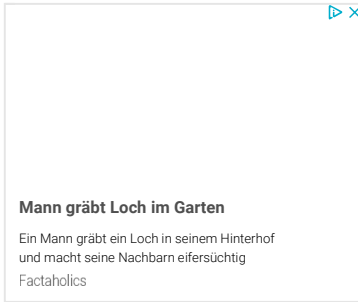 Mann gräbt Loch im Garten
Ein Mann gräbt ein Loch in seinem Hinterhof
und macht seine Nachbarn eifersüchtig
Factaholics